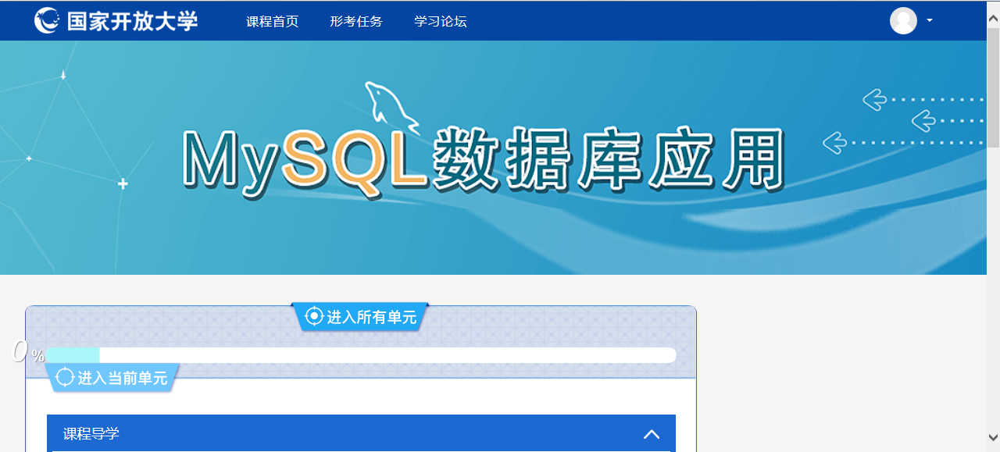 国家开放大学 课程首页 形考任务 学习论坛
MySQL数据库应用
进入所有单元
0 %
进入当前单元
课程导学